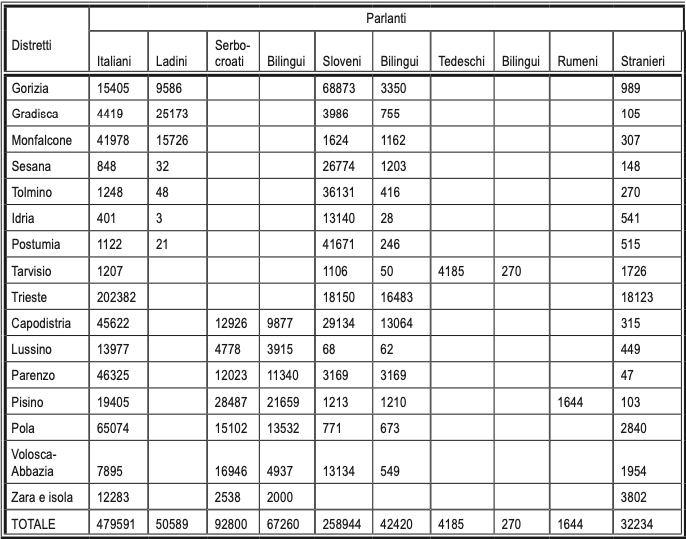 Parlanti
Distretti Italiani Ladini Serbo-croati Bilingui Sloveni Bilingui Tedeschi Bilingui Rumeni Stranieri
Gorizia 15405 9586 68873 3350 989
Gradisca 4419 25173 3986 755 105
Monfalcone 41978 15726 1624 1162 307
Sesana 848 32 26774 1203 148
Tolmino 1248 48 36131 416 270
Idria 401 3 13140 28 541
Postumia 1122 21 41671 246 515
Tarvisio 1207 1106 50 4185 270 1726
Trieste 202382 18150 16483 18123
Capodistria 45622 12926 9877 29134 13064 315
Lussino 13977 4778 3915 68 62 449
Parenzo 46325 12023 11340 3169 3169 47
Pisino 19405 28487 21659 1213 1210 1644 103
Pola 65074 15102 13532 771 673 2840
Volosca-
Abbazia 7895 16946 4937 13134 549 1954
Zara e isola 12283 2538 2000 3802
TOTALE 479591 50589 92800 67260 258944 42420 4185 270 1644 32234